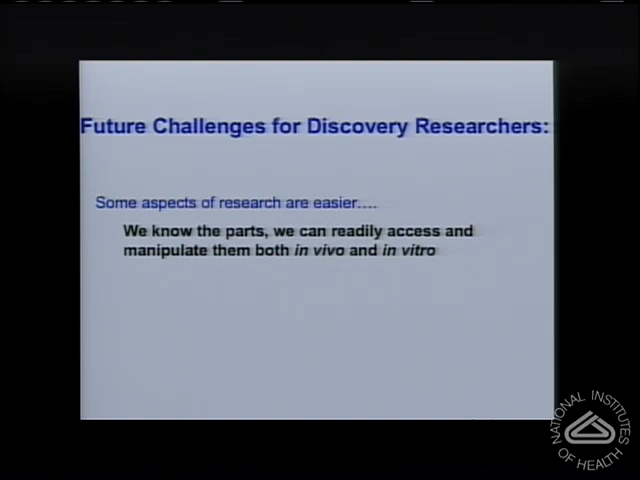 Future Challenges for Discovery Researchers:
Some aspects of research are easier....
We know the parts, we can readily access and
manipulate them both in vivo and in vitro
NATIONAL INSTITUTES
OF HEALTH